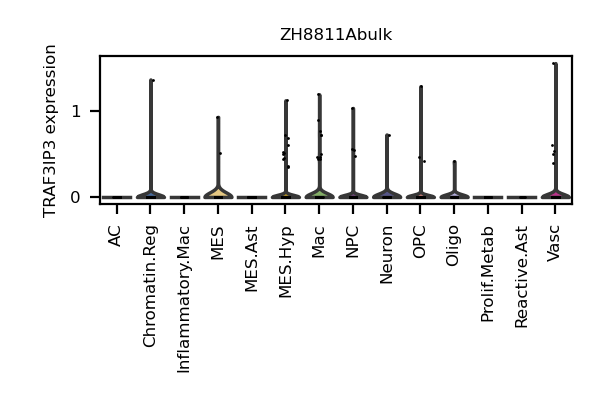 ZH8811Abulk
TRAF3IP3 expression
1
0
AC
Chromatin.Reg
Inflammatory.Mac
MES
MES.Ast
MES.Hyp
Mac
NPC
Neuron
OPC
Oligo
Prolif.Metab
Reactive.Ast
Vasc